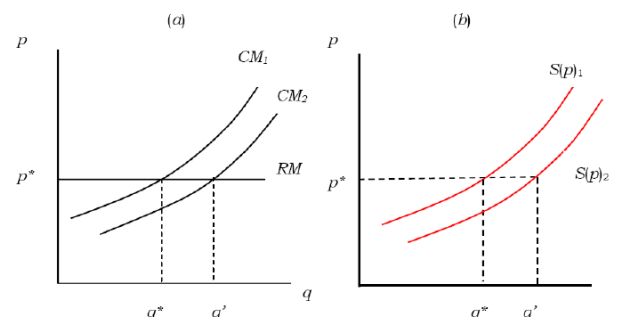 (a)
p
CM₁
CM₂
p*
RM
q
q*
q'
(b)
p
S(p)₁
p*
S(p)₂
q*
q'